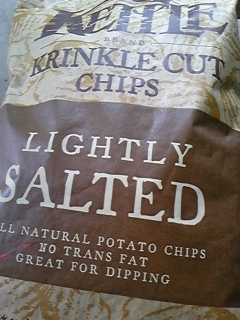 KETTLE
BRAND
KRINKLE CUT
CHIPS
LIGHTLY
SALTED
LL NATURAL POTATO CHIPS
NO TRANS FAT
GREAT FOR DIPPING